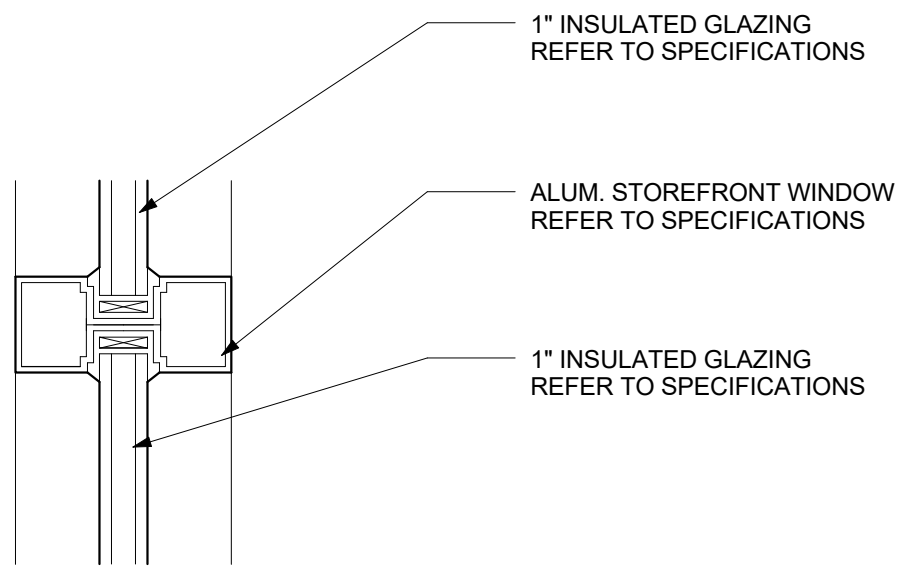 1" INSULATED GLAZING
REFER TO SPECIFICATIONS
ALUM. STOREFRONT WINDOW
REFER TO SPECIFICATIONS
1" INSULATED GLAZING
REFER TO SPECIFICATIONS